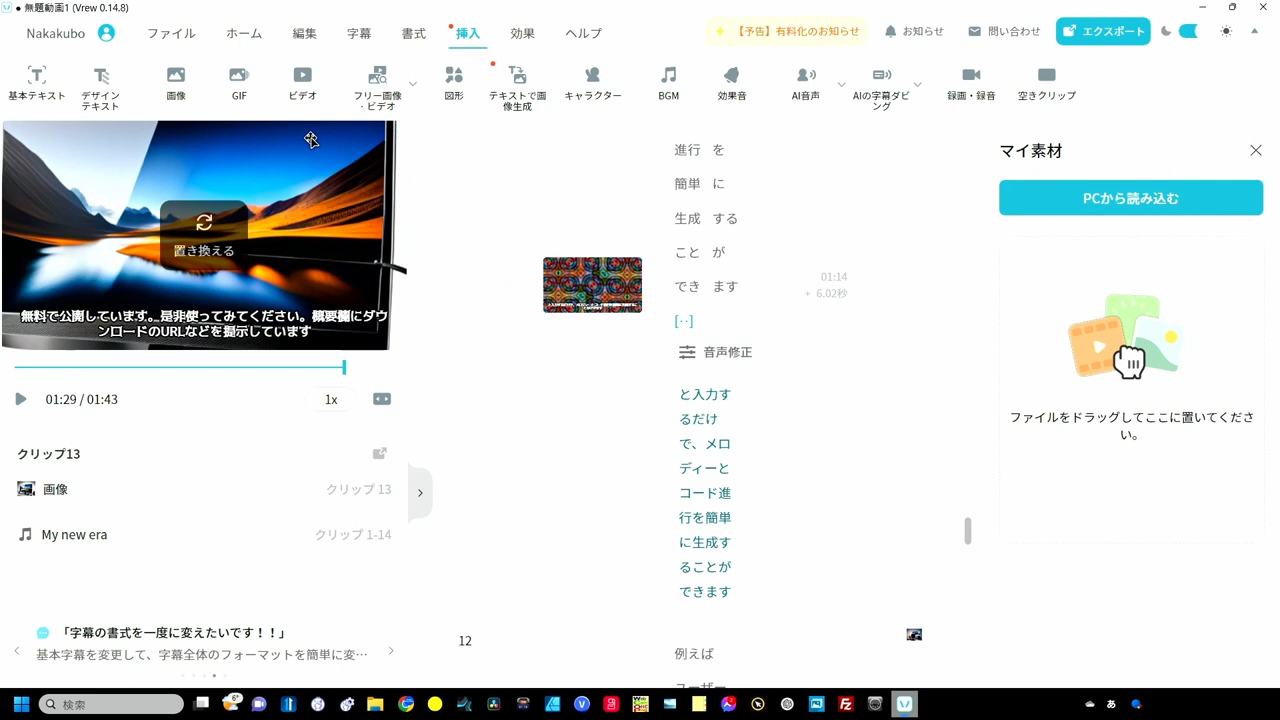 ● 無題動画1 (Vrew 0.14.8)
Nakakubo
ファイル
ホーム
編集
字幕
書式
挿入
効果
ヘルプ
【予告】有料化のお知らせ
お知らせ
問い合わせ
エクスポート
基本テキスト
デザイン
テキスト
画像
GIF
ビデオ
フリー画像
・ビデオ
図形
テキストで画
像生成
キャラクター
BGM
効果音
AI音声
AIの字幕ダビ
ング
録画・録音
空きクリップ
置き換える
無料で公開しています。是非使ってみてください。概要欄にダウ
ンロードのURLなどを提示しています
01:29 / 01:43
1x
クリップ13
画像
クリップ 13
My new era
クリップ 1-14
「字幕の書式を一度に変えたいです！！」
基本字幕を変更して、字幕全体のフォーマットを簡単に変…
12
進行 を
簡単 に
生成 する
こと が
でき ます
01:14
+ 6.02秒
[··]
音声修正
と入力す
るだけ
で、メロ
ディーと
コード進
行を簡単
に生成す
ることが
できます
例えば
ユーザー
マイ素材
PCから読み込む
ファイルをドラッグしてここに置いてくださ
い。
検索
6°
あ